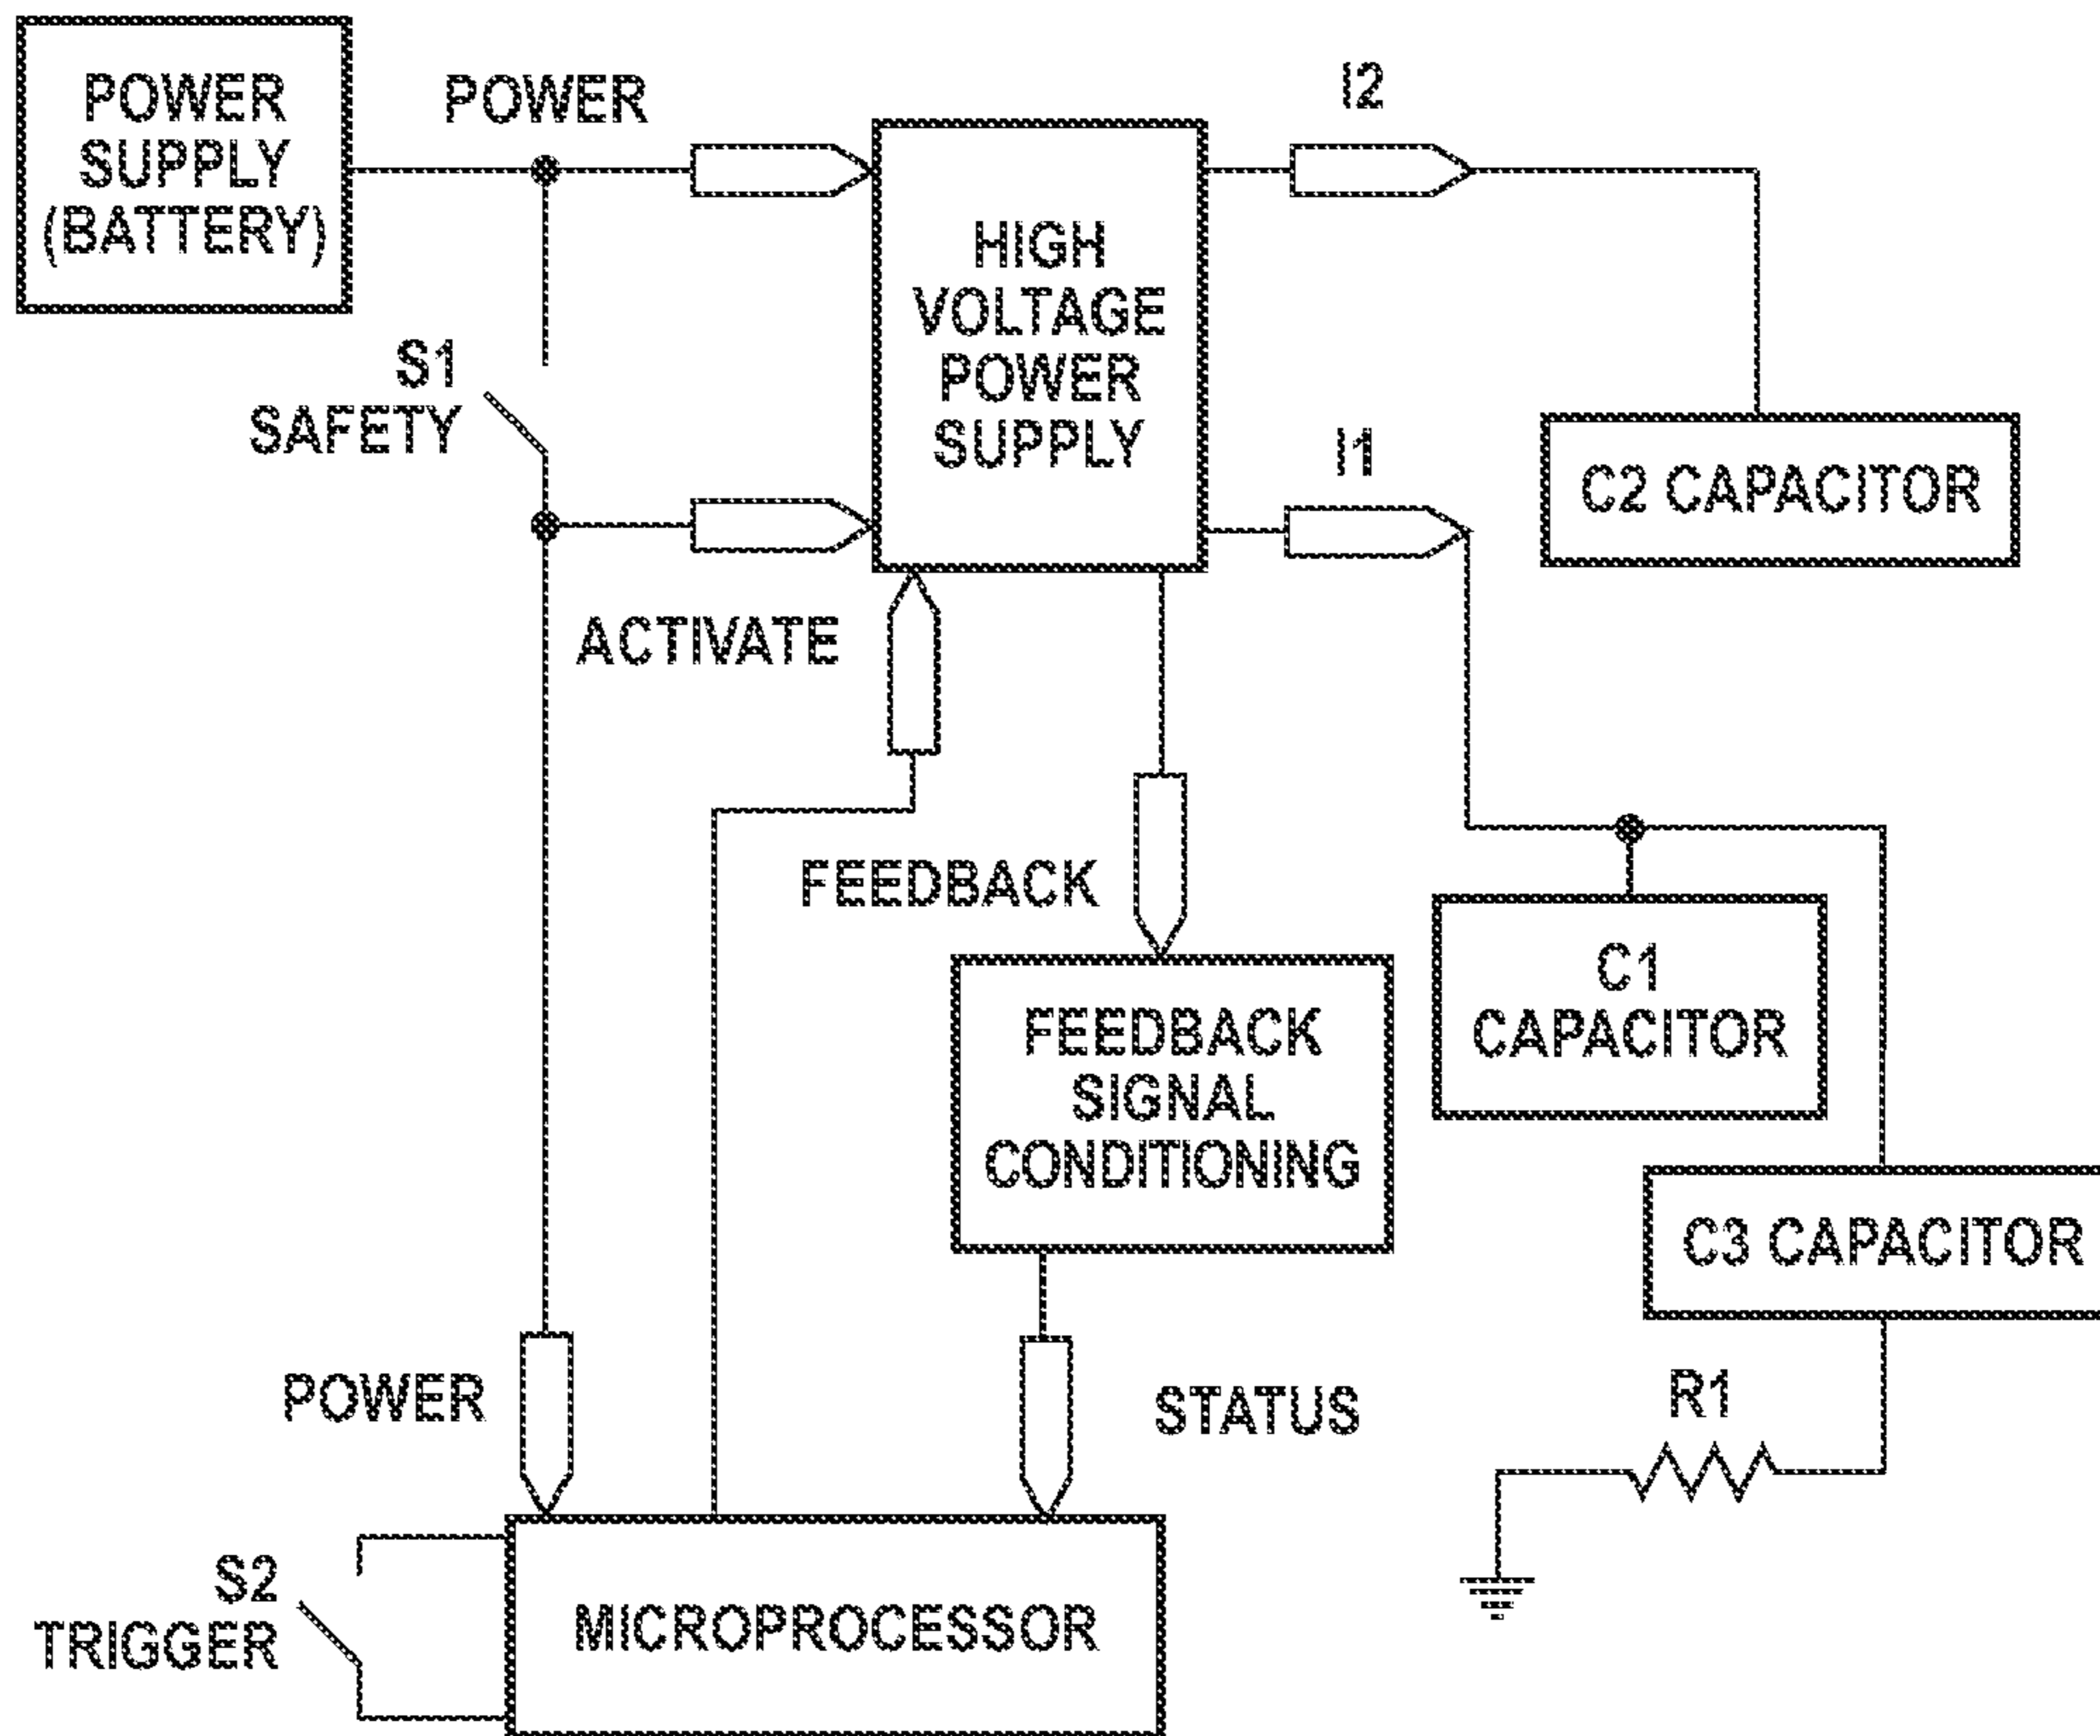 POWER
SUPPLY
(BATTERY)
POWER
I2
HIGH
VOLTAGE
POWER
SUPPLY
S1
SAFETY
I1
C2 CAPACITOR
ACTIVATE
FEEDBACK
C1
CAPACITOR
FEEDBACK
SIGNAL
CONDITIONING
C3 CAPACITOR
POWER
STATUS
R1
S2
TRIGGER
MICROPROCESSOR